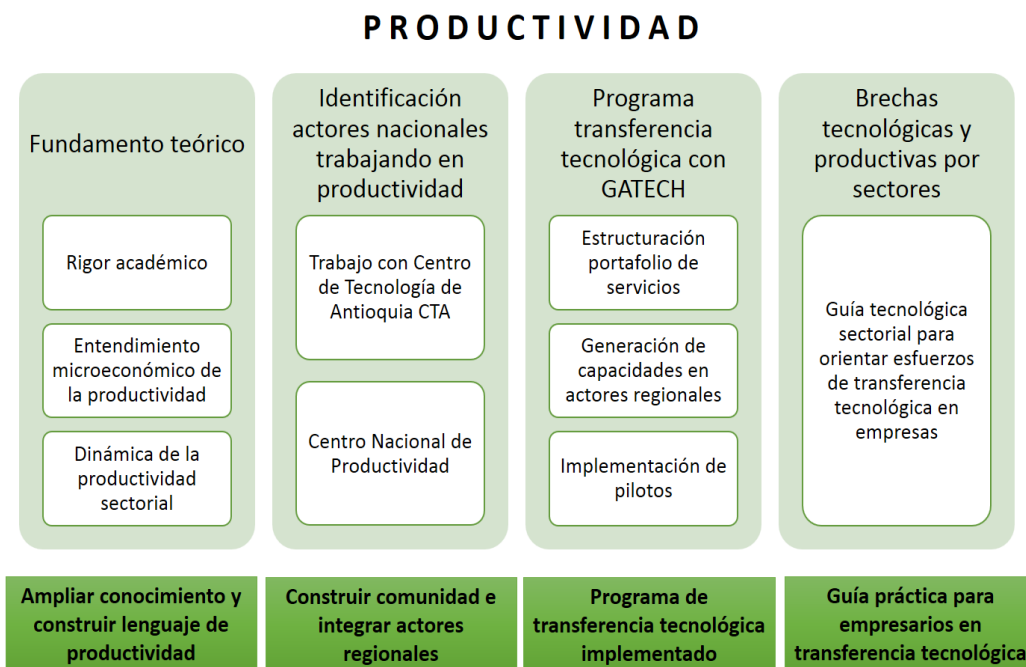 PRODUCTIVIDAD
Fundamento teórico
Rigor académico
Entendimiento
microeconómico de
la productividad
Dinámica de la
productividad
sectorial
Ampliar conocimiento y
construir lenguaje de
productividad
Identificación
actores nacionales
trabajando en
productividad
Trabajo con Centro
de Tecnología de
Antioquia CTA
Centro Nacional de
Productividad
Construir comunidad e
integrar actores
regionales
Programa
transferencia
tecnológica con
GATECH
Estructuración
portafolio de
servicios
Generación de
capacidades en
actores regionales
Implementación de
pilotos
Programa de
transferencia tecnológica
implementado
Brechas
tecnológicas y
productivas por
sectores
Guía tecnológica
sectorial para
orientar esfuerzos
de transferencia
tecnológica en
empresas
Guía práctica para
empresarios en
transferencia tecnológica